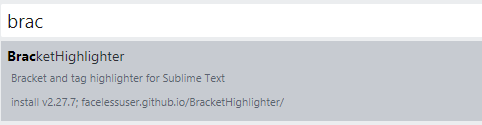 brac
BracketHighlighter
Bracket and tag highlighter for Sublime Text
install v2.27.7; facelessuser.github.io/BracketHighlighter/